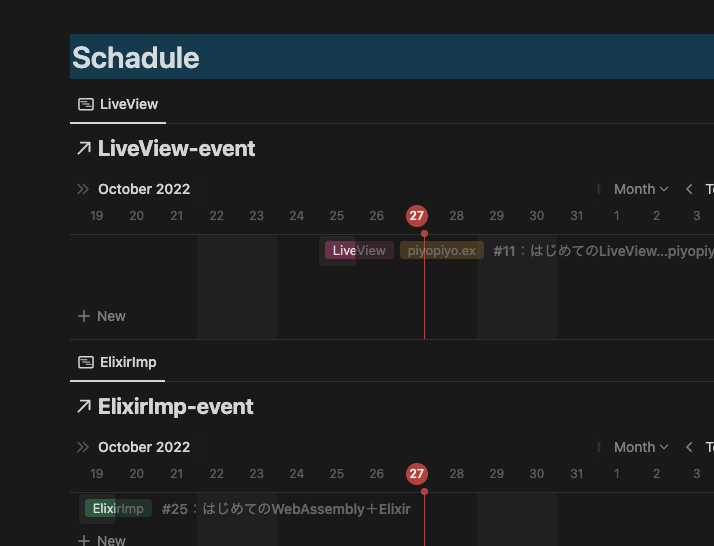 Schadule
LiveView
LiveView-event
October 2022 Month
19 20 21 22 23 24 25 26 27 28 29 30 31 1 2 3
LiveView piyopiyo.ex #11：はじめてのLiveView...piyopiy
+ New
ElixirImp
ElixirImp-event
October 2022 Month
19 20 21 22 23 24 25 26 27 28 29 30 31 1 2 3
ElixirImp #25：はじめてのWebAssembly＋Elixir
+ New